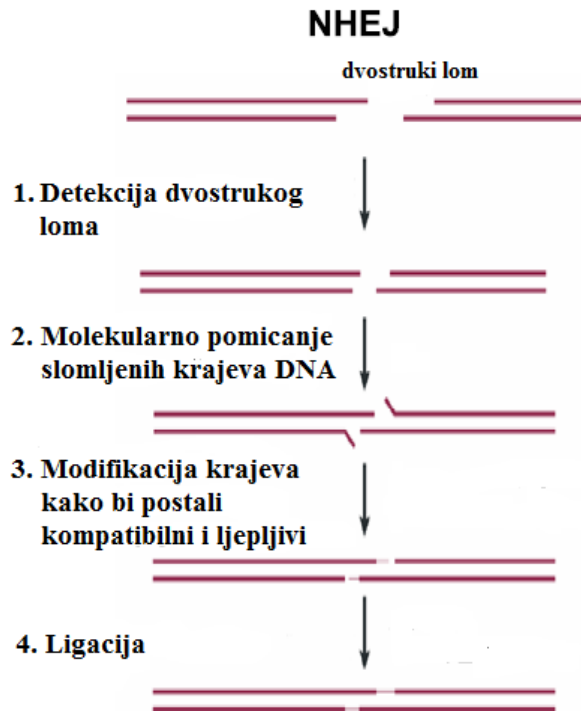 NHEJ
dvostruki lom
1. Detekcija dvostrukog
loma
2. Molekularno pomicanje
slomljenih krajeva DNA
3. Modifikacija krajeva
kako bi postali
kompatibilni i ljepljivi
4. Ligacija